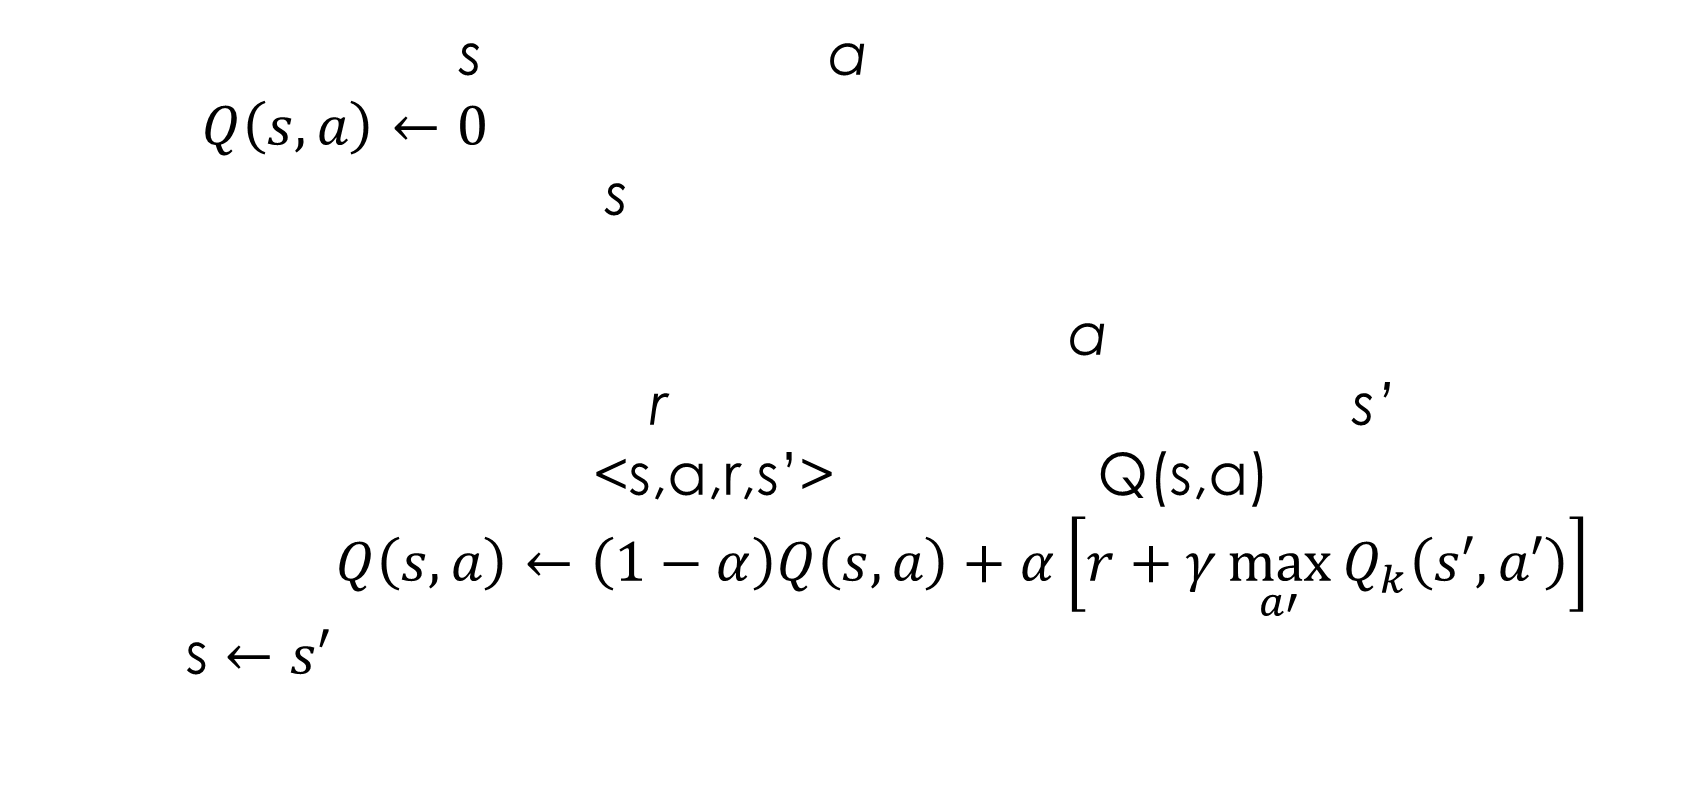 s a
Q(s, a) ← 0
s
a
r s’
<s,a,r,s’> Q(s,a)
Q(s, a) ← (1 − α)Q(s, a) + α [r + γ max_{a′} Q_k(s′, a′)]
s ← s′